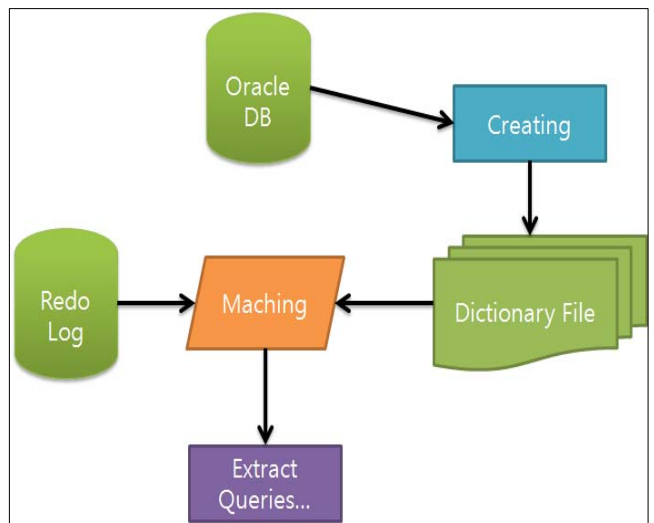 Oracle
DB
Creating
Redo
Log
Maching
Dictionary File
Extract
Queries...